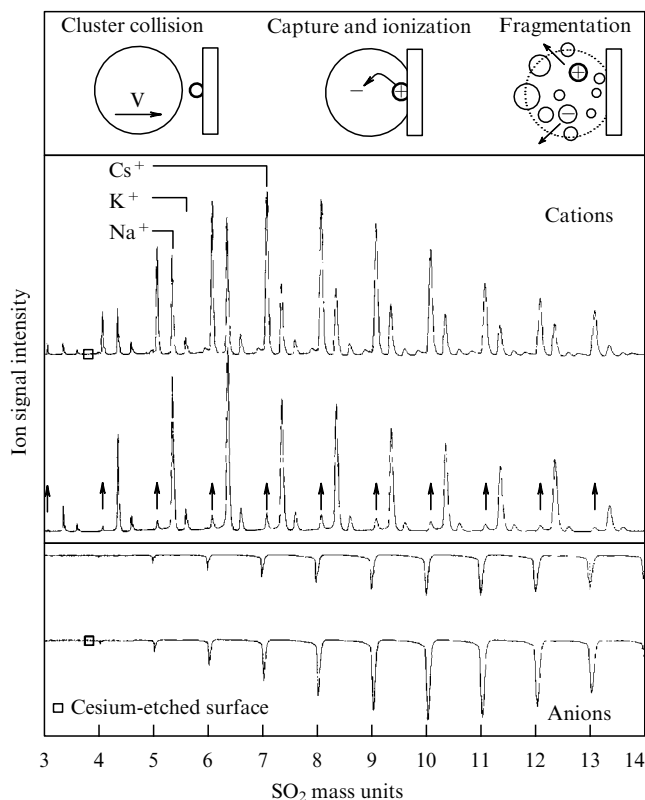 Cluster collision
Capture and ionization
Fragmentation
V
−
+
+
−
Cs⁺
K⁺
Na⁺
Cations
Ion signal intensity
Cesium-etched surface
Anions
3 4 5 6 7 8 9 10 11 12 13 14
SO₂ mass units